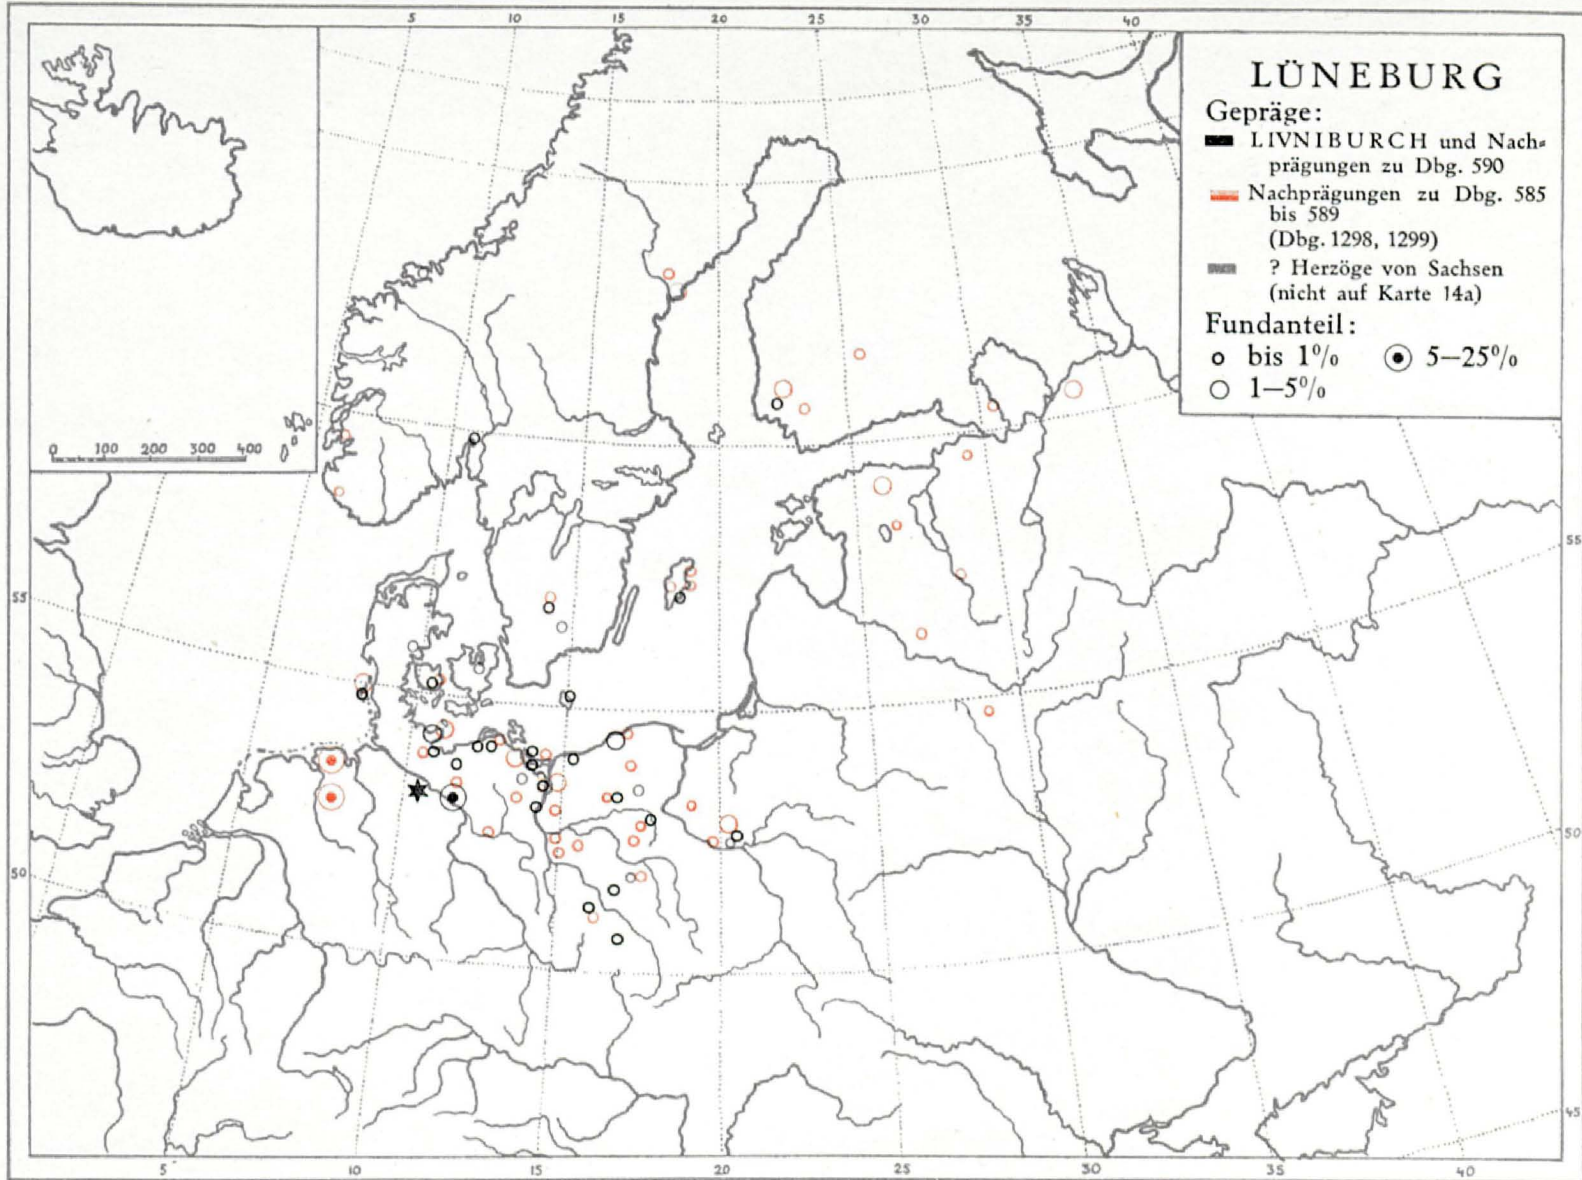 5 10 15 20 25 30 35 40
LÜNEBURG
Gepräge:
LIVNIBURCH und Nach=
prägungen zu Dbg. 590
Nachprägungen zu Dbg. 585
bis 589
(Dbg. 1298, 1299)
? Herzöge von Sachsen
(nicht auf Karte 14a)
Fundanteil:
bis 1% 5—25%
1—5%
0 100 200 300 400
55 55
50 50
45
5 10 15 20 25 30 35 40